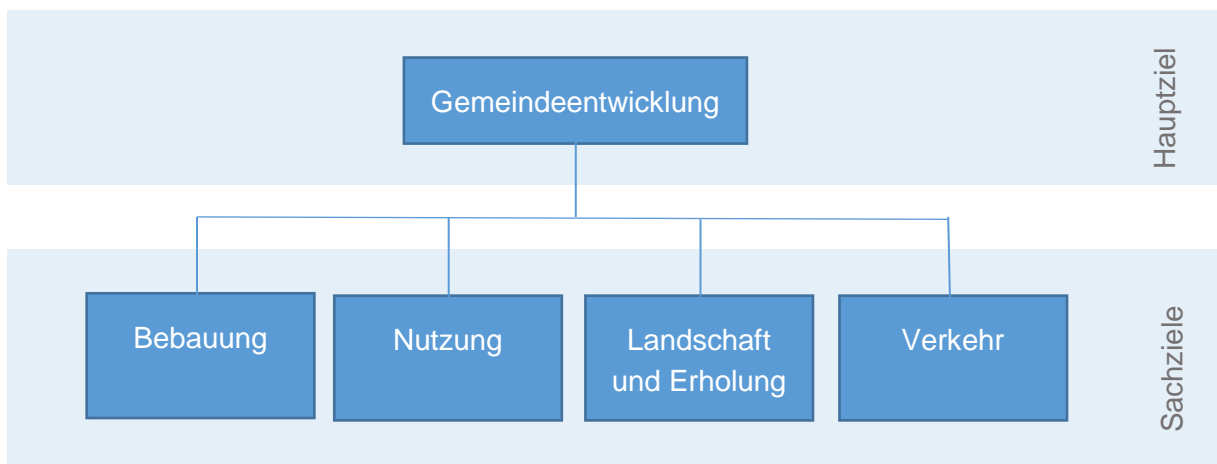 Gemeindeentwicklung
Hauptziel
Bebauung
Nutzung
Landschaft
und Erholung
Verkehr
Sachziele